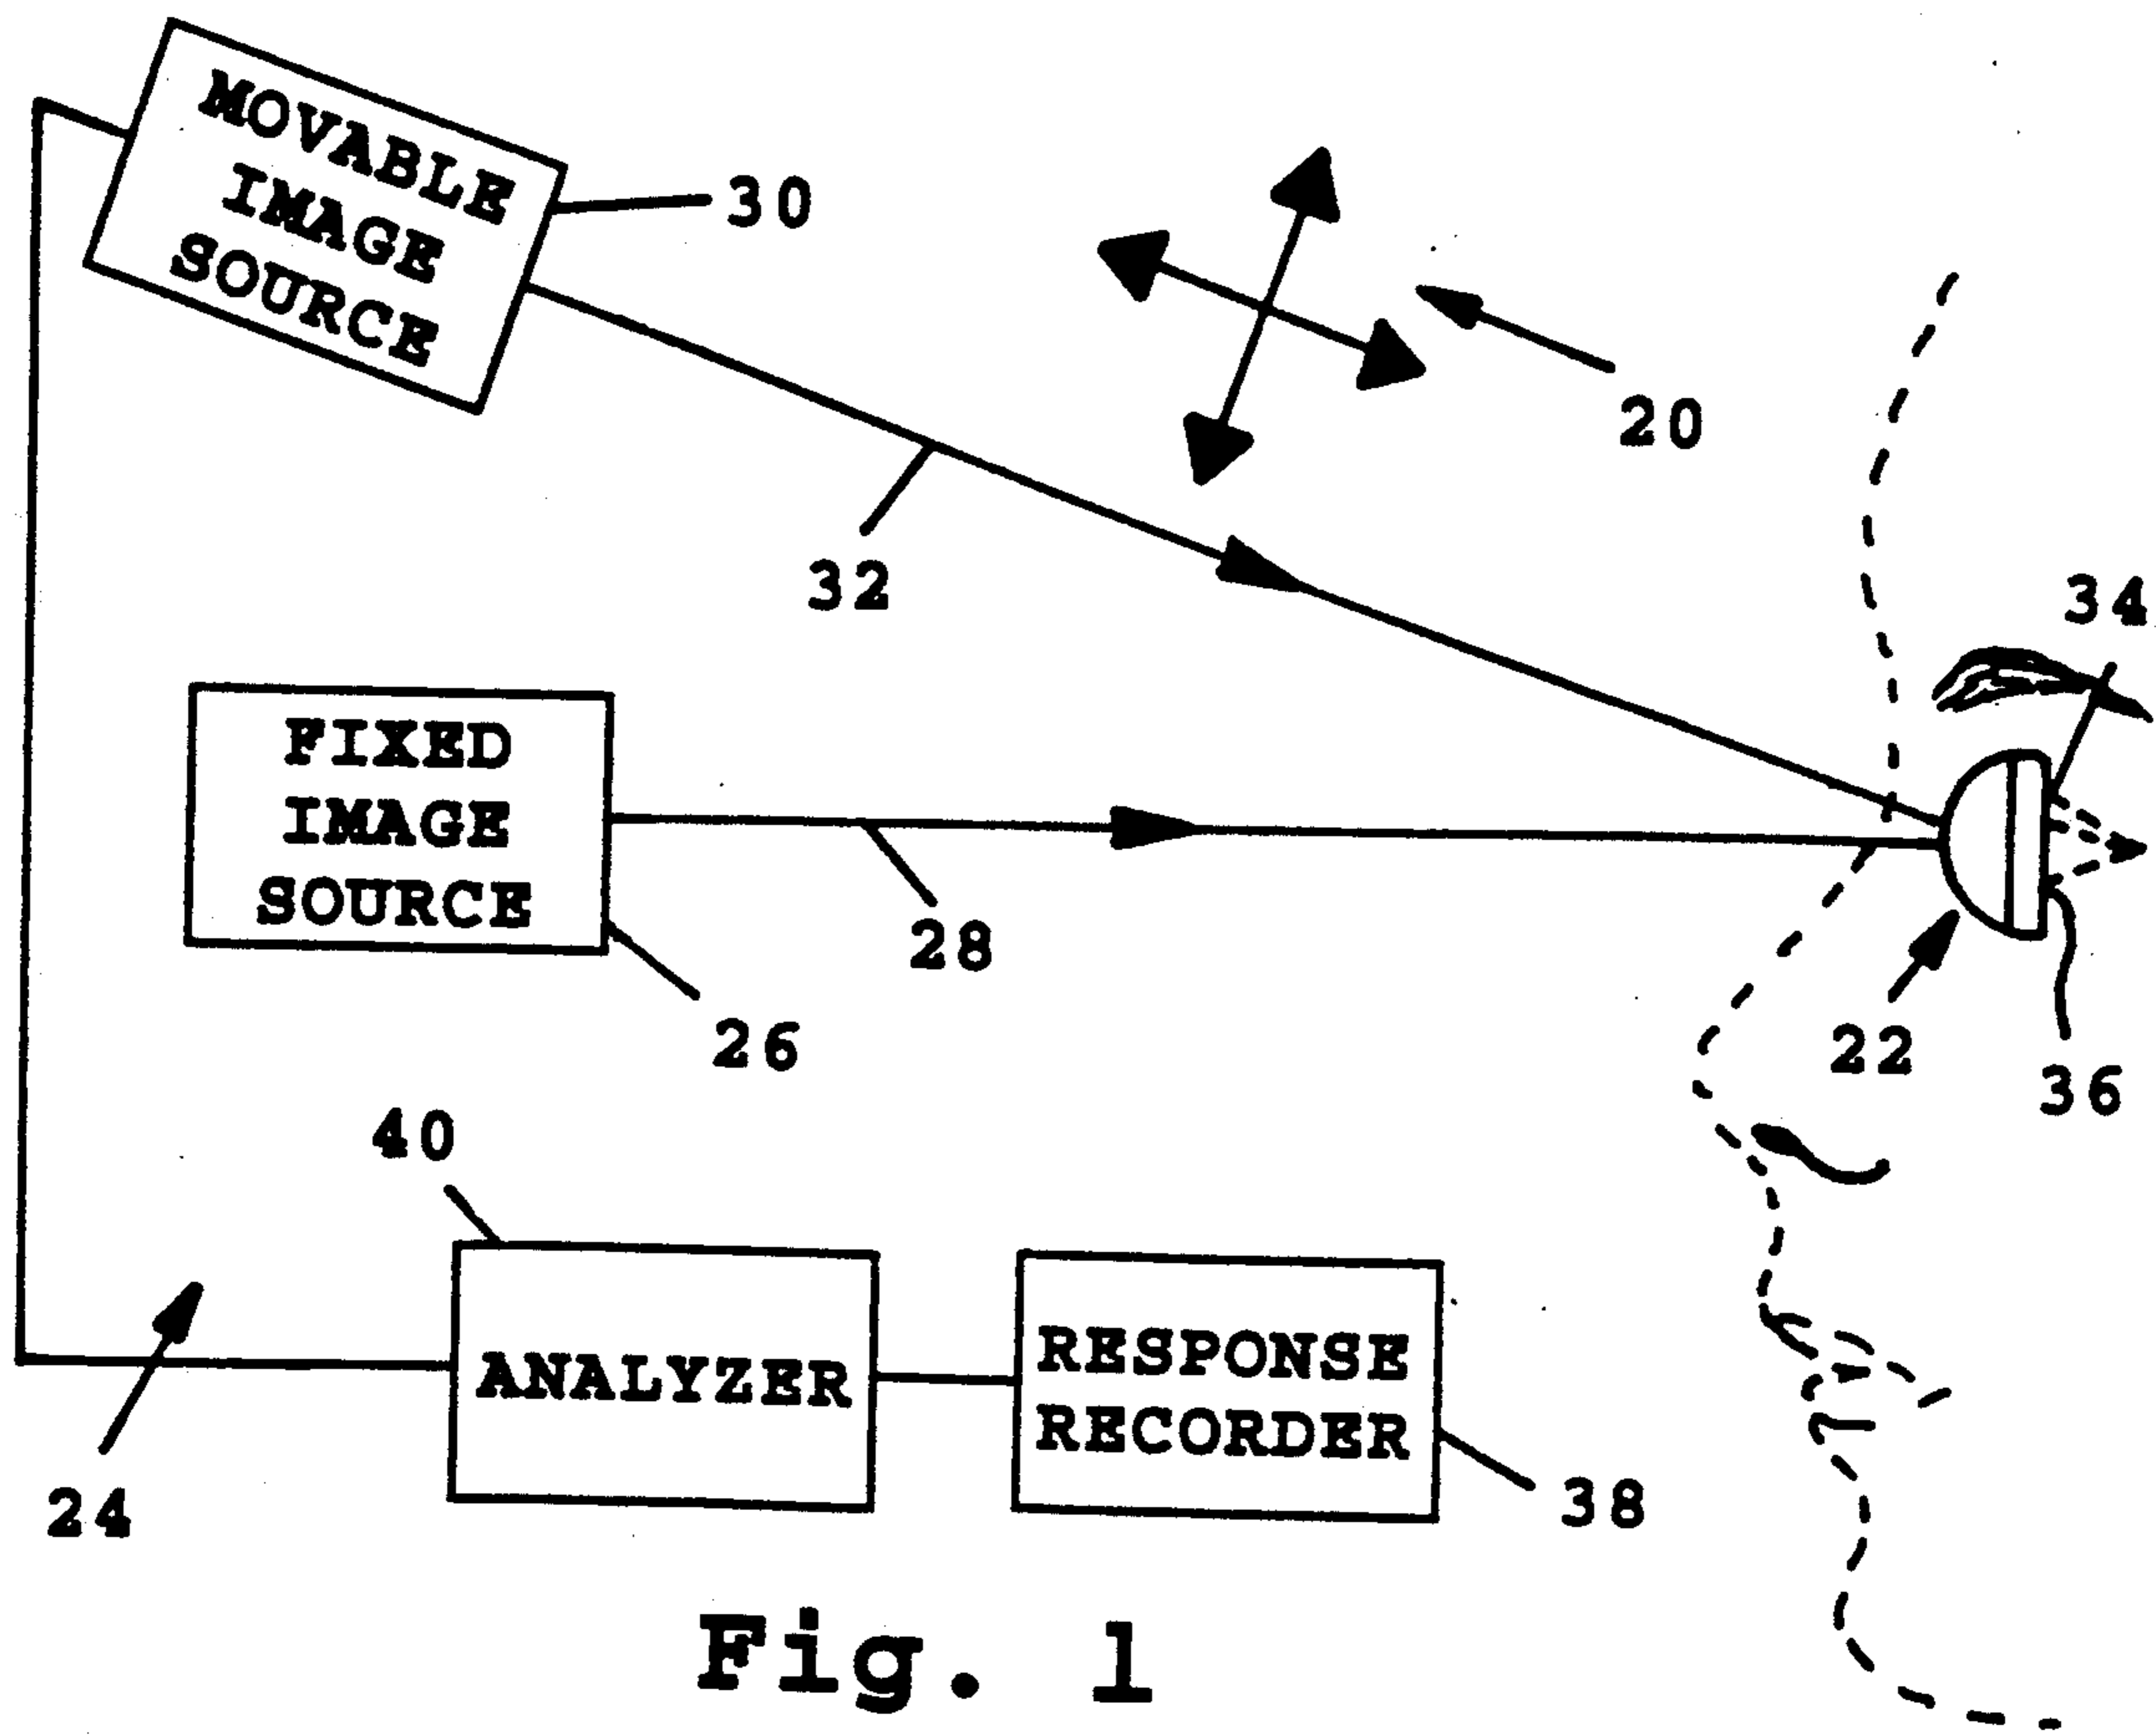 MOVABLE
IMAGE
SOURCE
30
20
32
34
FIXED
IMAGE
SOURCE
28
26
22
36
40
ANALYZER
RESPONSE
RECORDER
24
38
Fig. 1